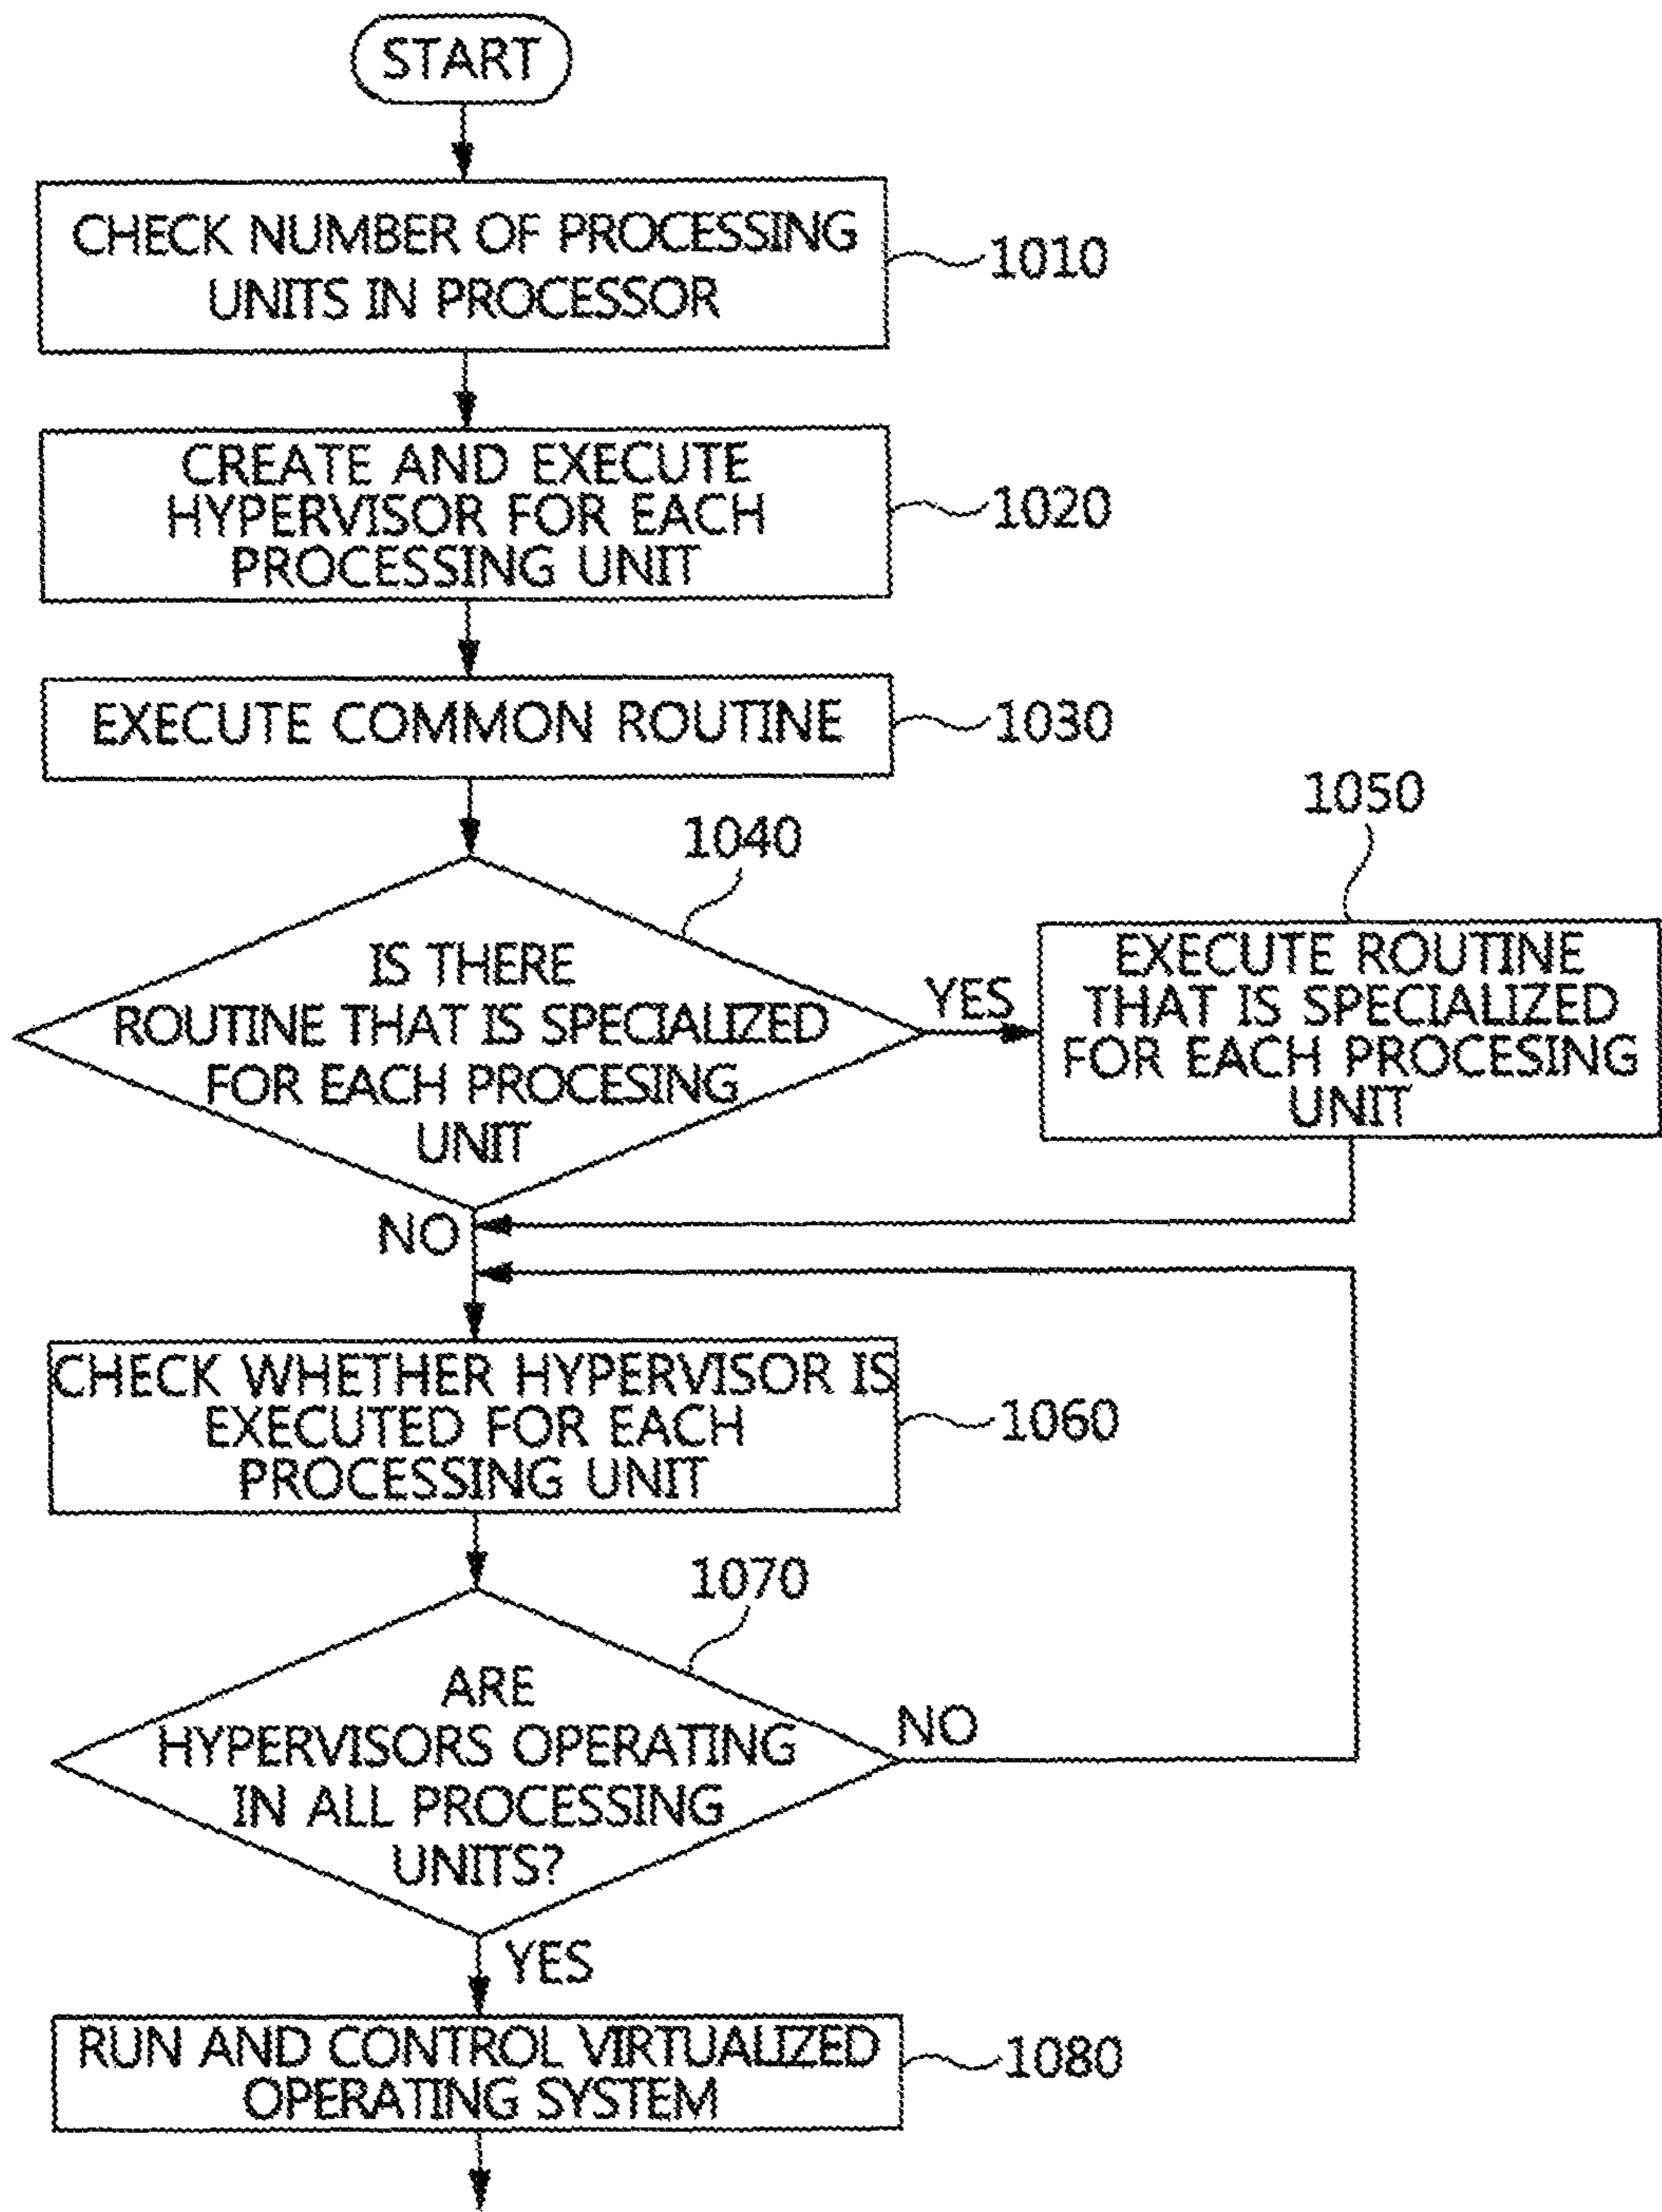 START
CHECK NUMBER OF PROCESSING
UNITS IN PROCESSOR
1010
CREATE AND EXECUTE
HYPERVISOR FOR EACH
PROCESSING UNIT
1020
EXECUTE COMMON ROUTINE
1030
1040
IS THERE
ROUTINE THAT IS SPECIALIZED
FOR EACH PROCESING
UNIT
YES
1050
EXECUTE ROUTINE
THAT IS SPECIALIZED
FOR EACH PROCESING
UNIT
NO
CHECK WHETHER HYPERVISOR IS
EXECUTED FOR EACH
PROCESSING UNIT
1060
1070
ARE
HYPERVISORS OPERATING
IN ALL PROCESSING
UNITS?
NO
YES
RUN AND CONTROL VIRTUALIZED
OPERATING SYSTEM
1080